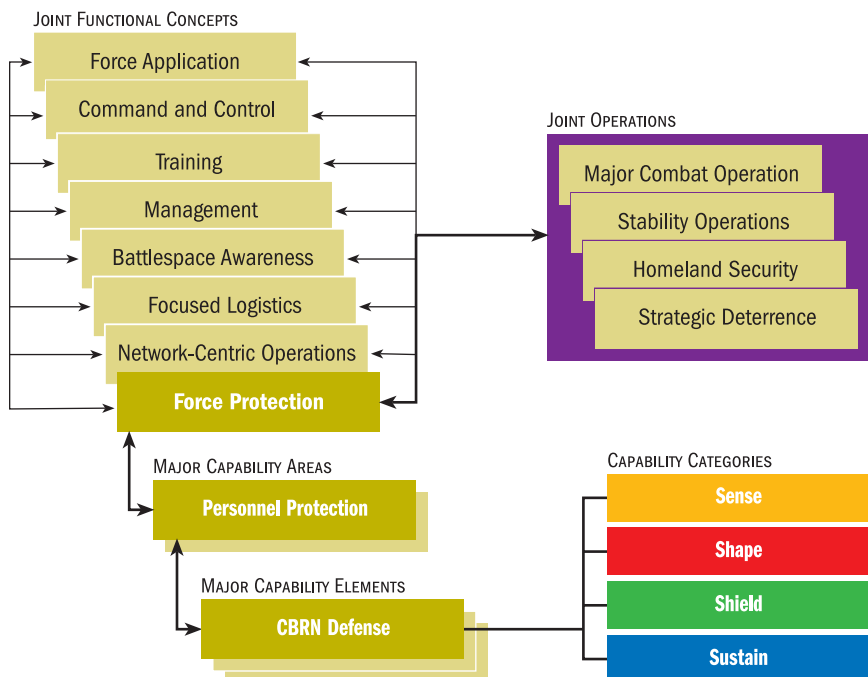 Joint Functional Concepts
Force Application
Command and Control
Training
Management
Battlespace Awareness
Focused Logistics
Network-Centric Operations
Force Protection
Joint Operations
Major Combat Operation
Stability Operations
Homeland Security
Strategic Deterrence
Major Capability Areas
Personnel Protection
Major Capability Elements
CBRN Defense
Capability Categories
Sense
Shape
Shield
Sustain